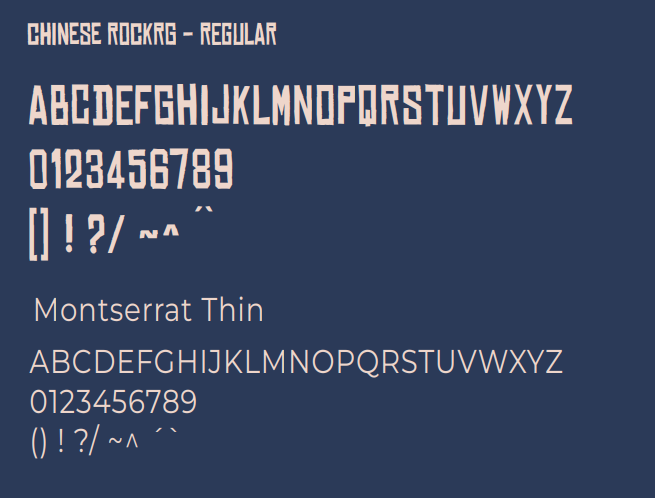 CHINESE ROCKRG - REGULAR
ABCDEFGHIJKLMNOPQRSTUVWXYZ
0123456789
[] ! ?/ ~^ ´`
Montserrat Thin
ABCDEFGHIJKLMNOPQRSTUVWXYZ
0123456789
() ! ?/ ~^ ´`